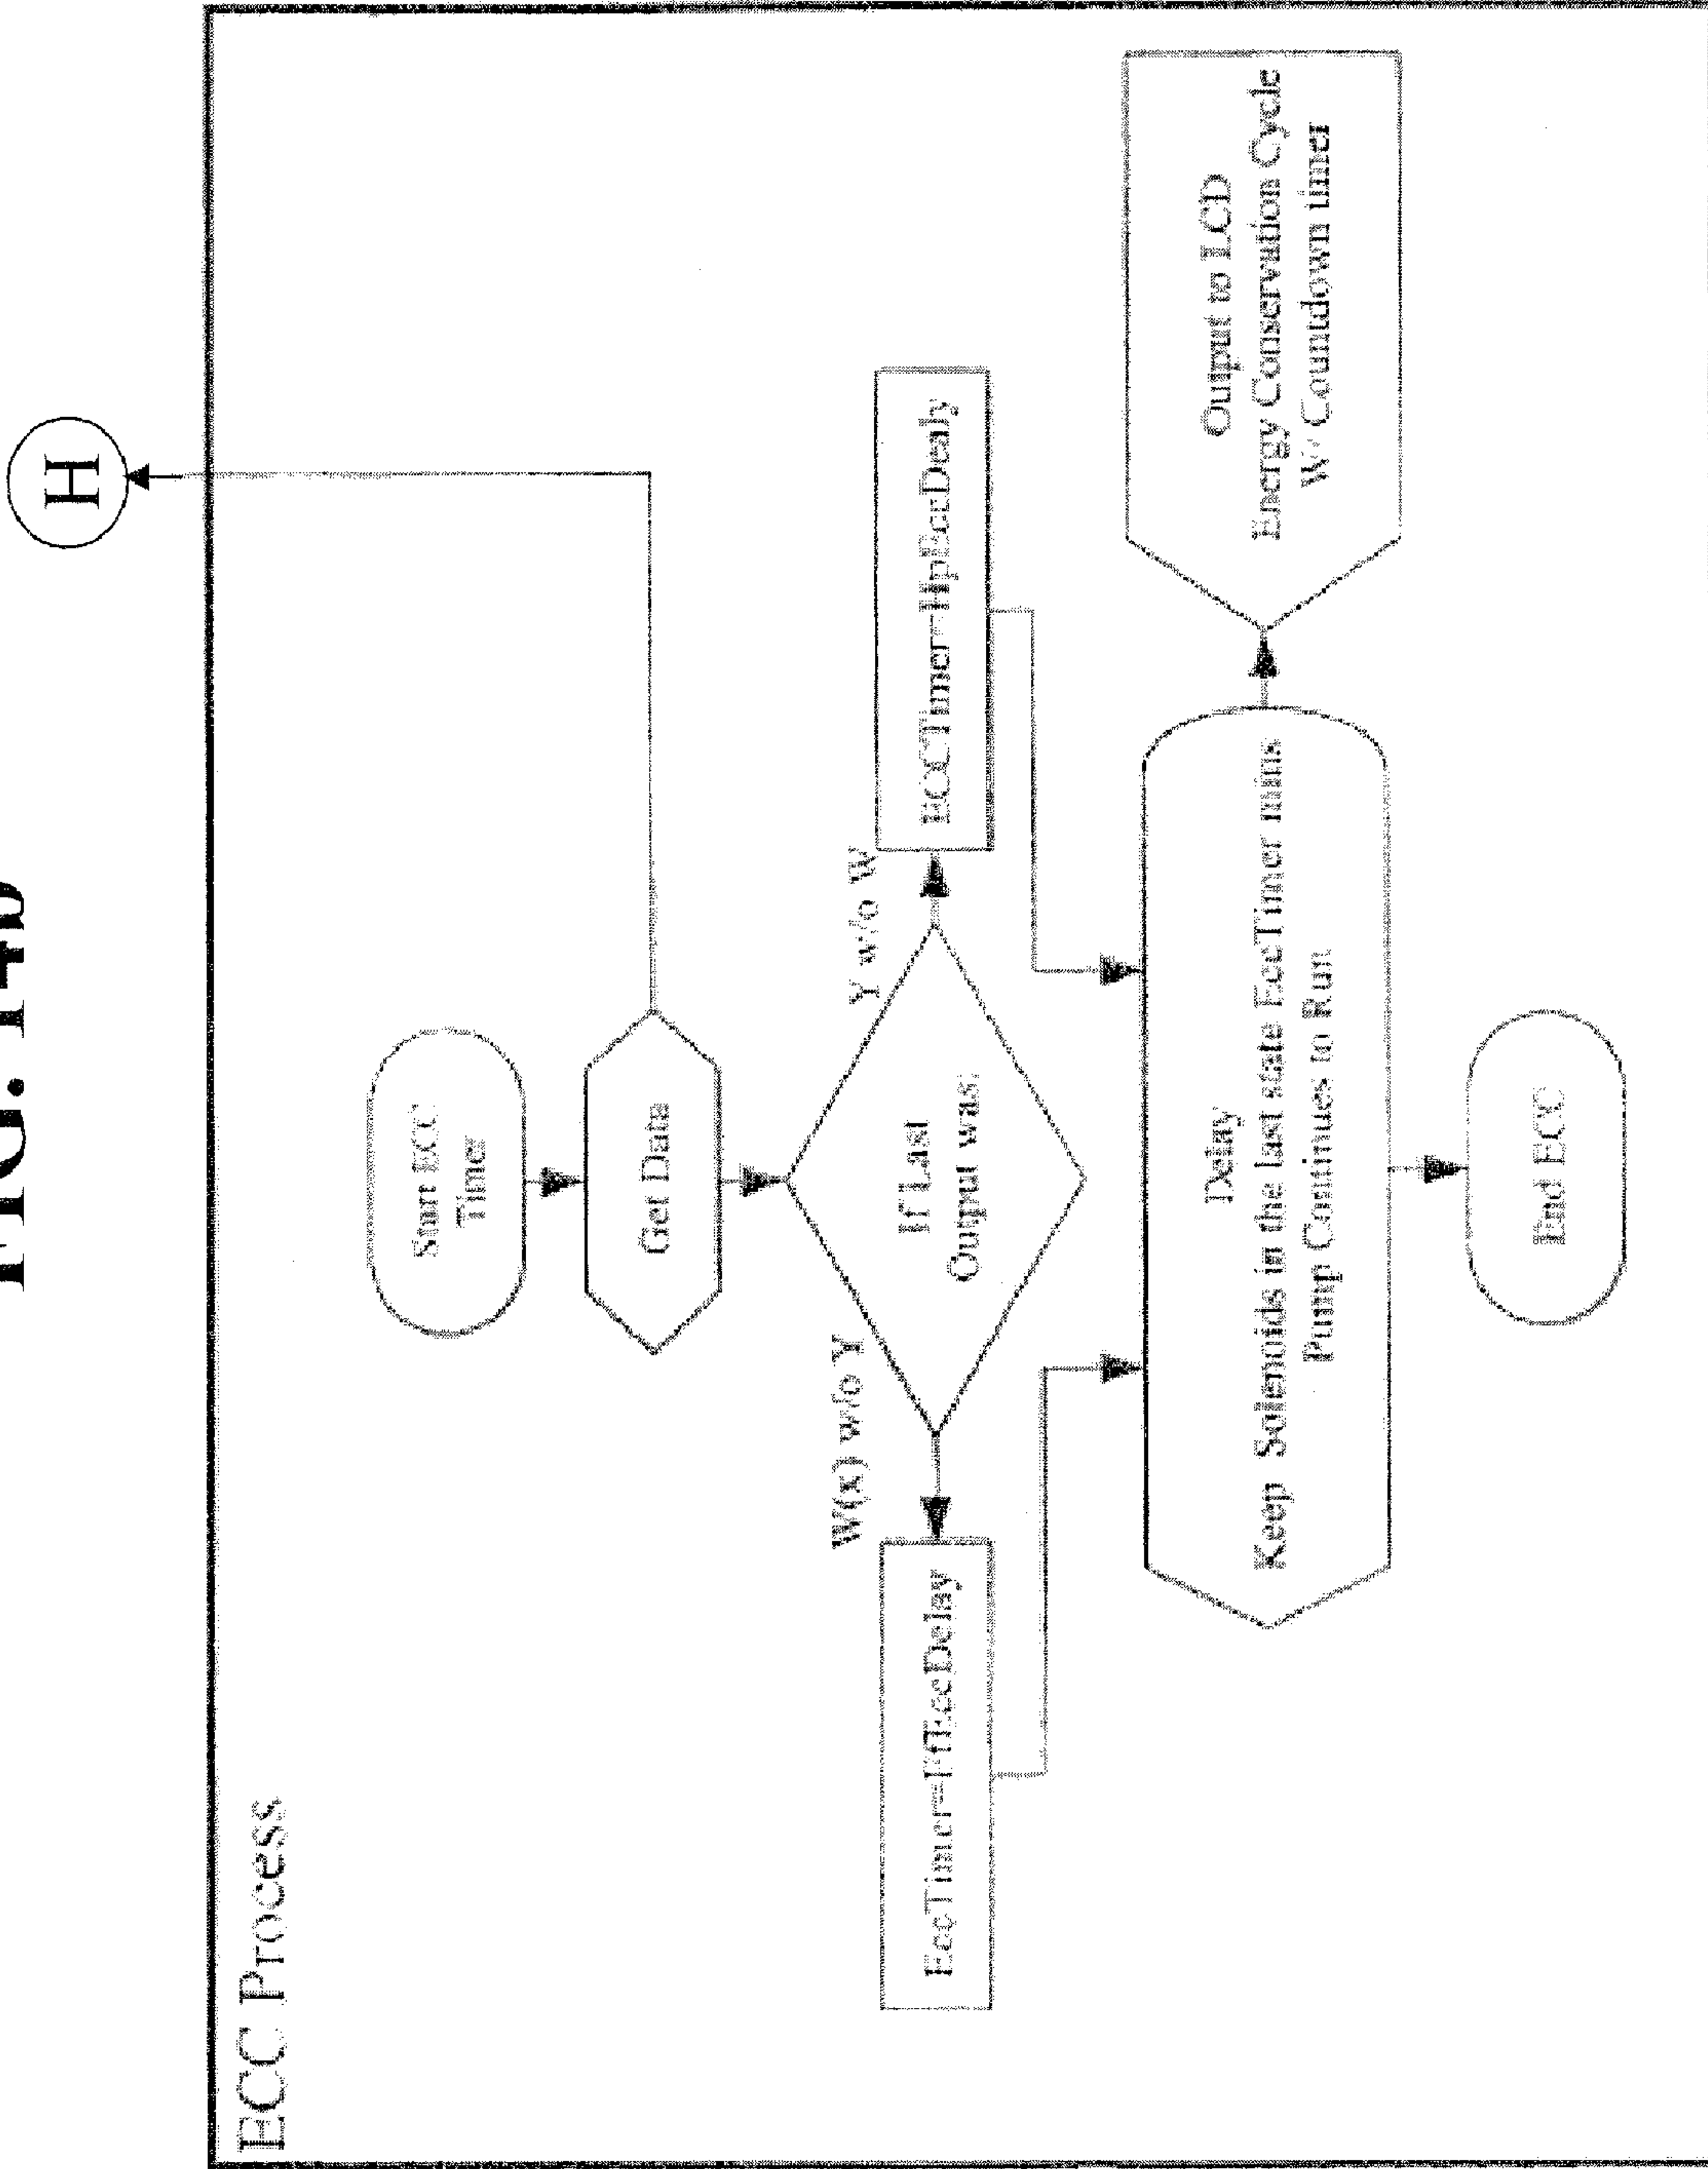 FIG. 14b
H
ECC Process
Start ECC
Timer
Get Data
If Last
Output was:
W(x) w/o Y
Y w/o W
EccTimer=FfEccDelay
ECCTimer=HpEccDealy
Delay
Keep Solenoids in the last state EccTimer mins
Pump Continues to Run
Output to LCD
Energy Conservation Cycle
W/ Countdown timer
End ECC